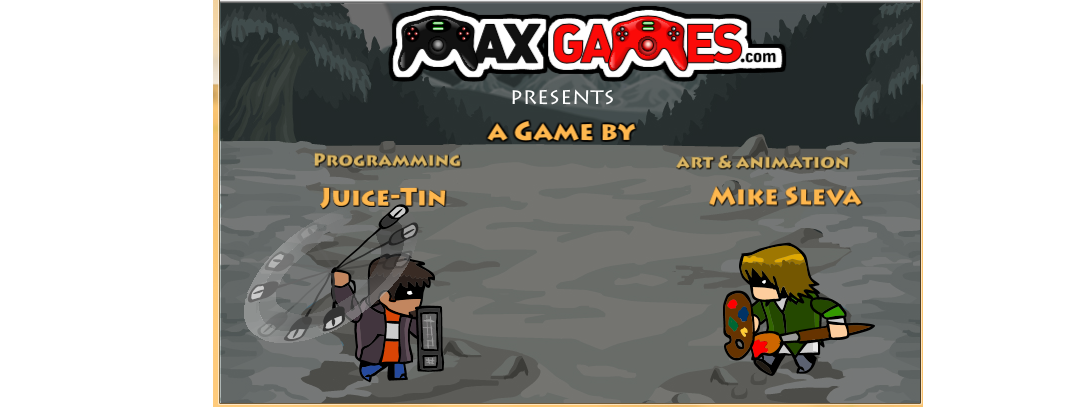 MAX GAMES.com
PRESENTS
A GAME BY
PROGRAMMING
JUICE-TIN
ART & ANIMATION
MIKE SLEVA